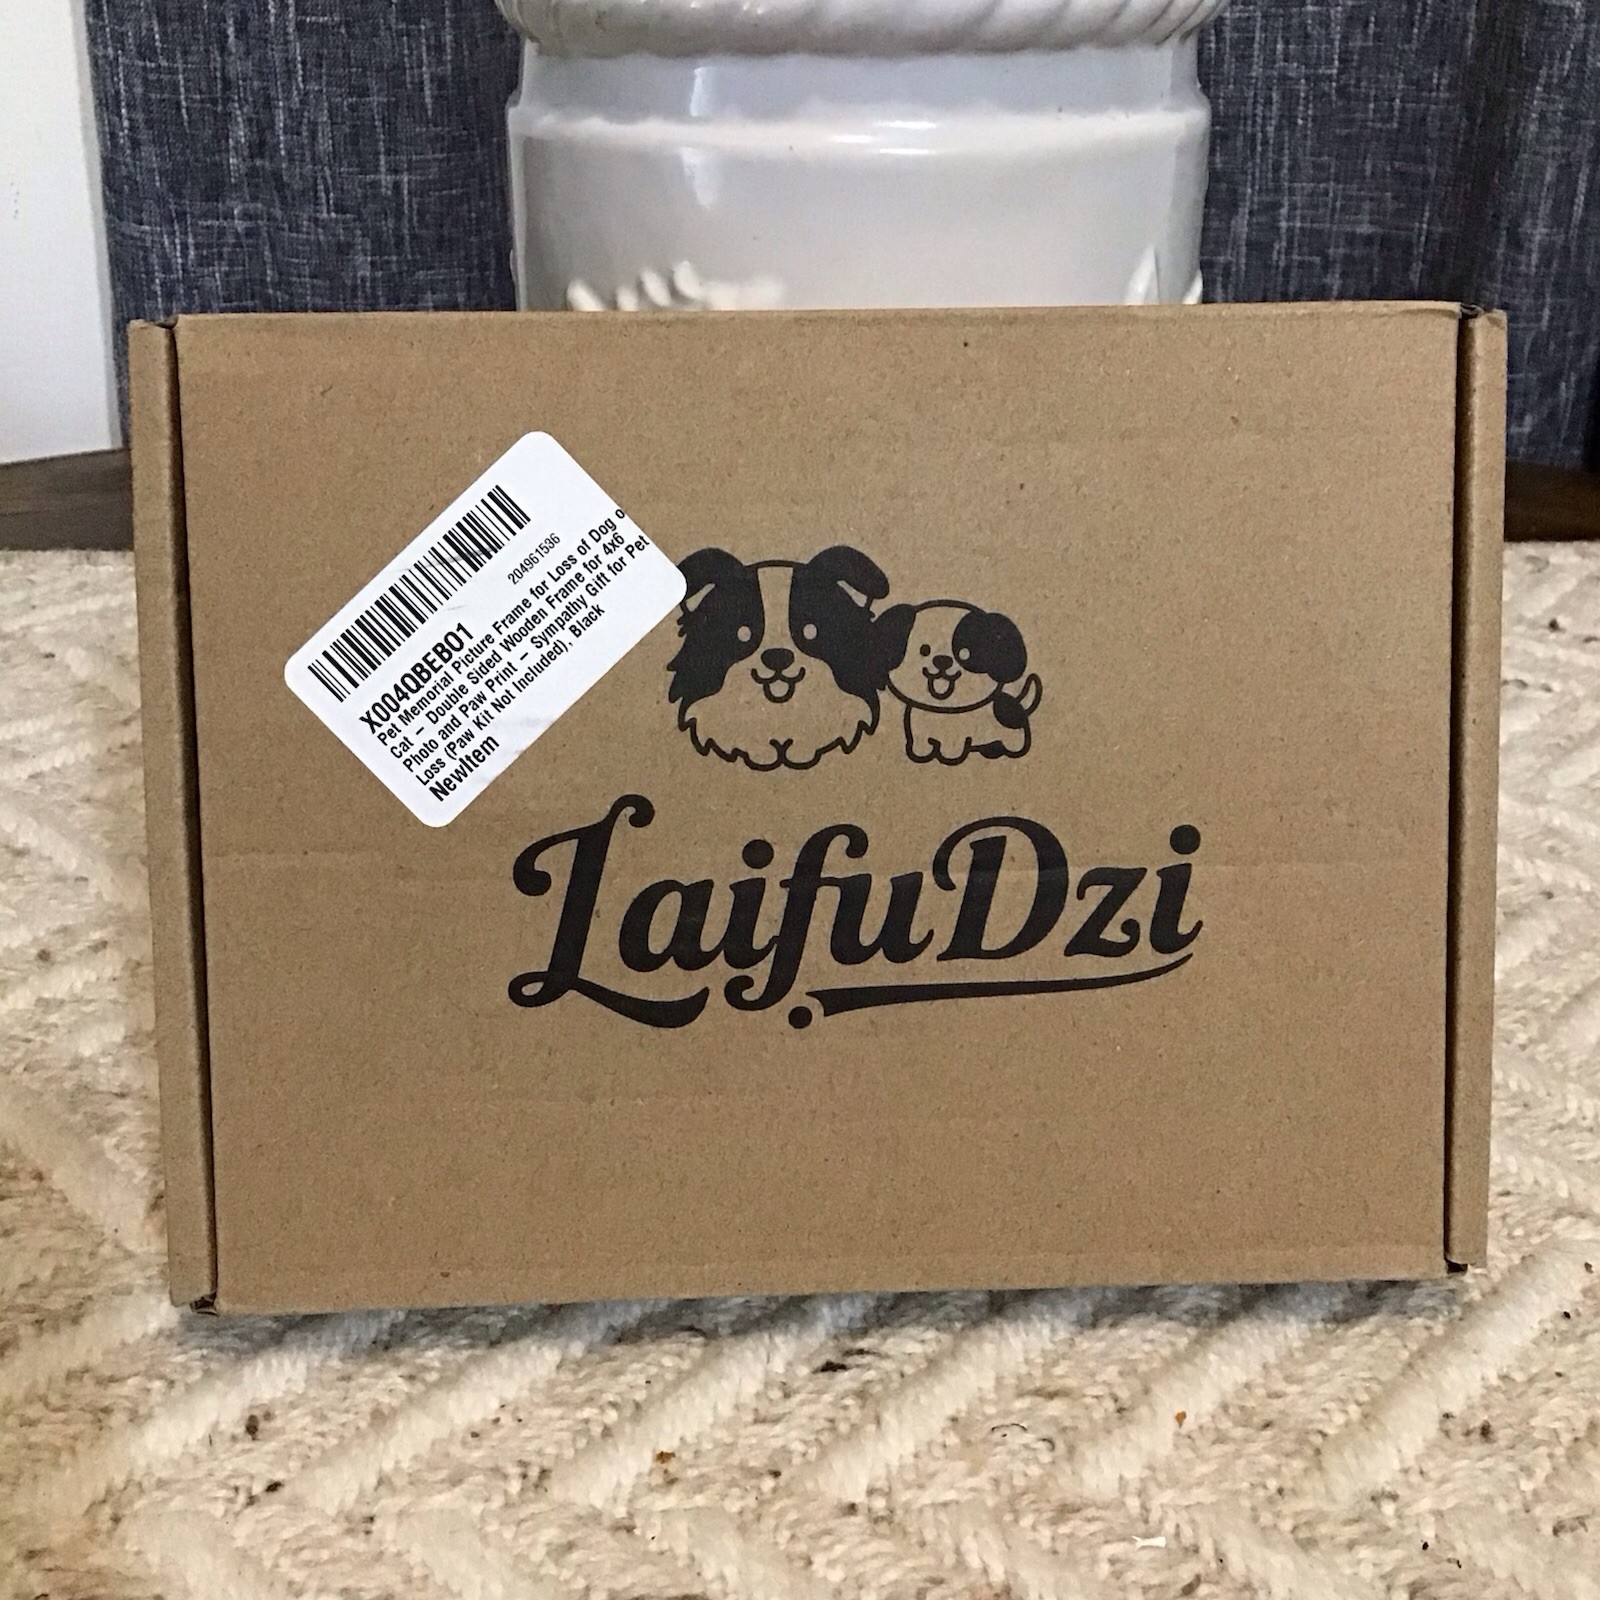 204961536
X004QBEBO1
Pet Memorial Picture Frame for Loss of Dog o
Cat – Double Sided Wooden Frame for 4x6
Photo and Paw Print – Sympathy Gift for Pet
Loss (Paw Kit Not Included), Black
NewItem
LaifuDzi